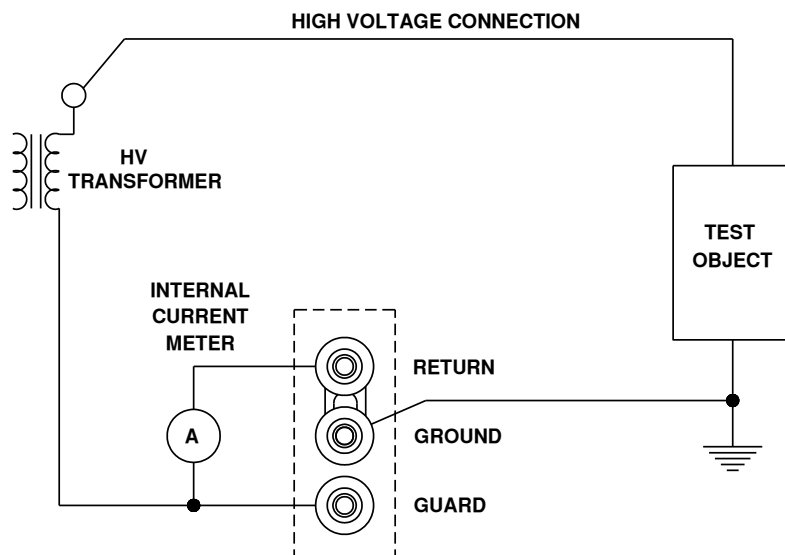 HIGH VOLTAGE CONNECTION
HV
TRANSFORMER
TEST
OBJECT
INTERNAL
CURRENT
METER
RETURN
A
GROUND
GUARD